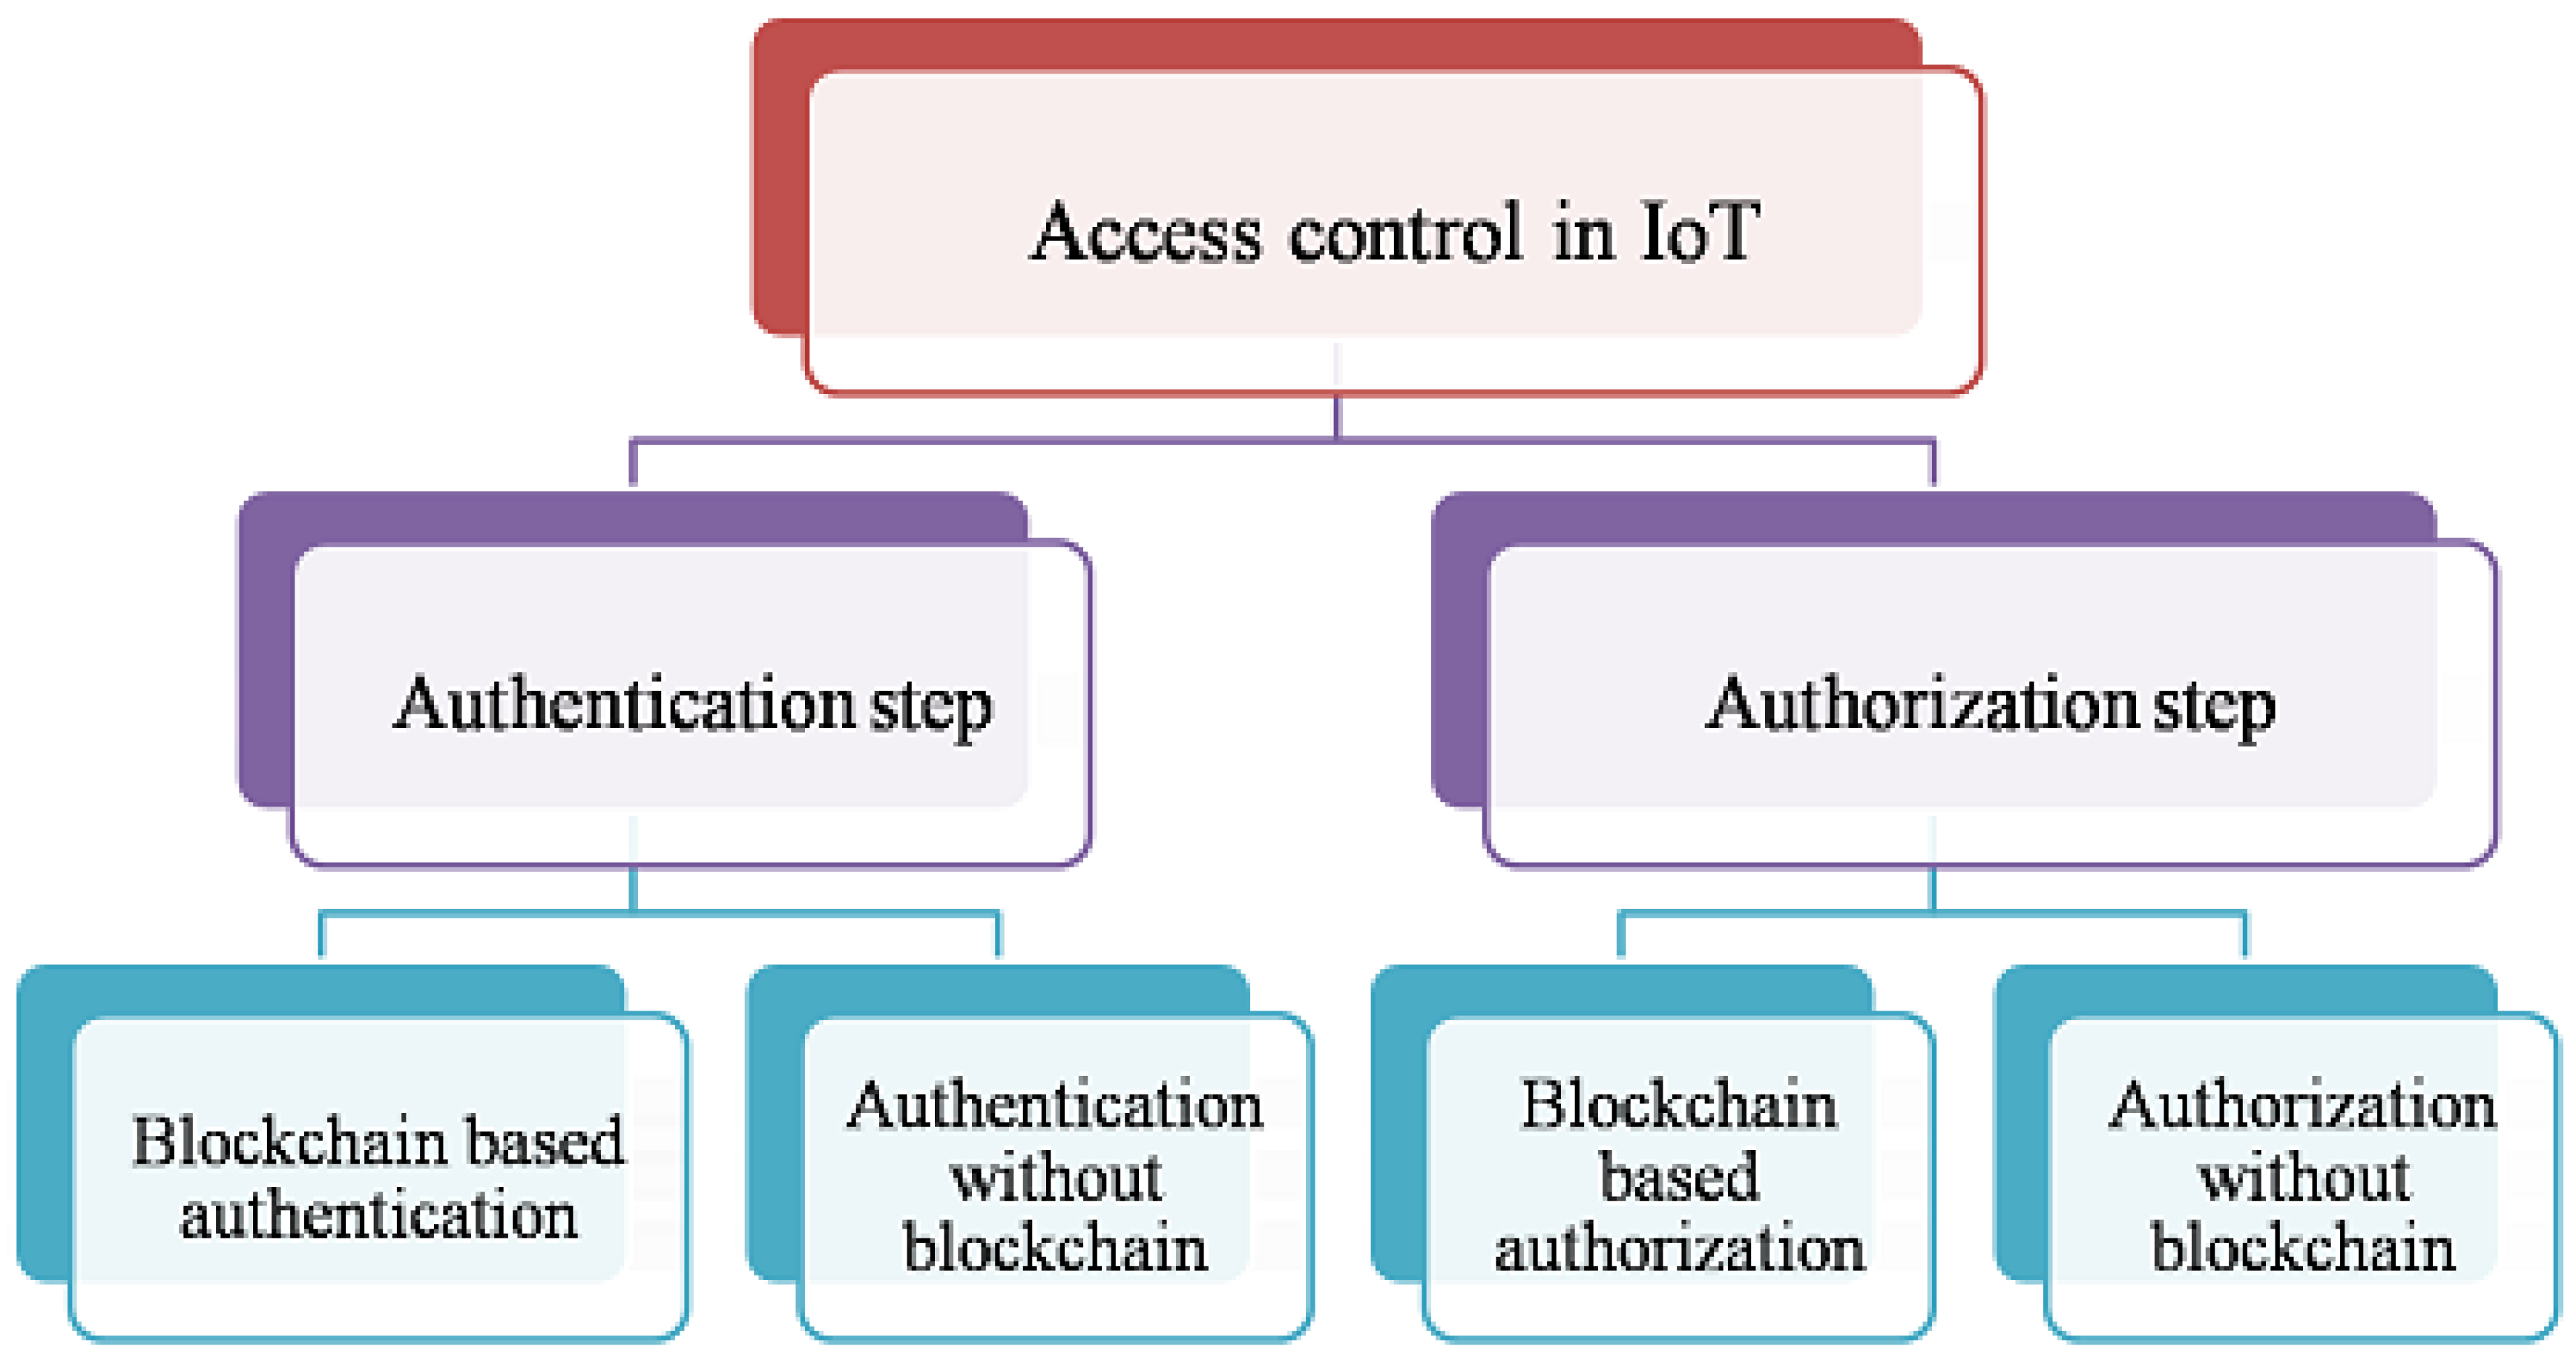 Access control in IoT
Authentication step
Authorization step
Blockchain based
authentication
Authentication
without
blockchain
Blockchain
based
authorization
Authorization
without
blockchain